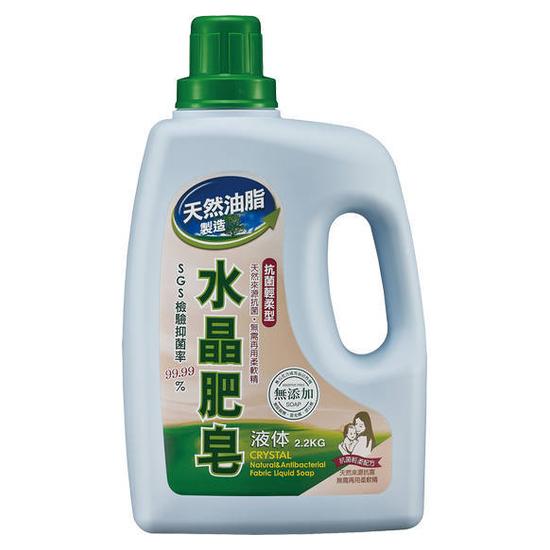 天然油脂
製造
水晶肥皂
抗菌輕柔型
天然來源抗菌，無需再用柔軟精
SGS檢驗抑菌率
99.99%
無添加
SOAP
液体 2.2KG
CRYSTAL
Natural&Antibacterial
Fabric Liquid Soap
抗菌輕柔配方
天然來源抗菌
無需再用柔軟精